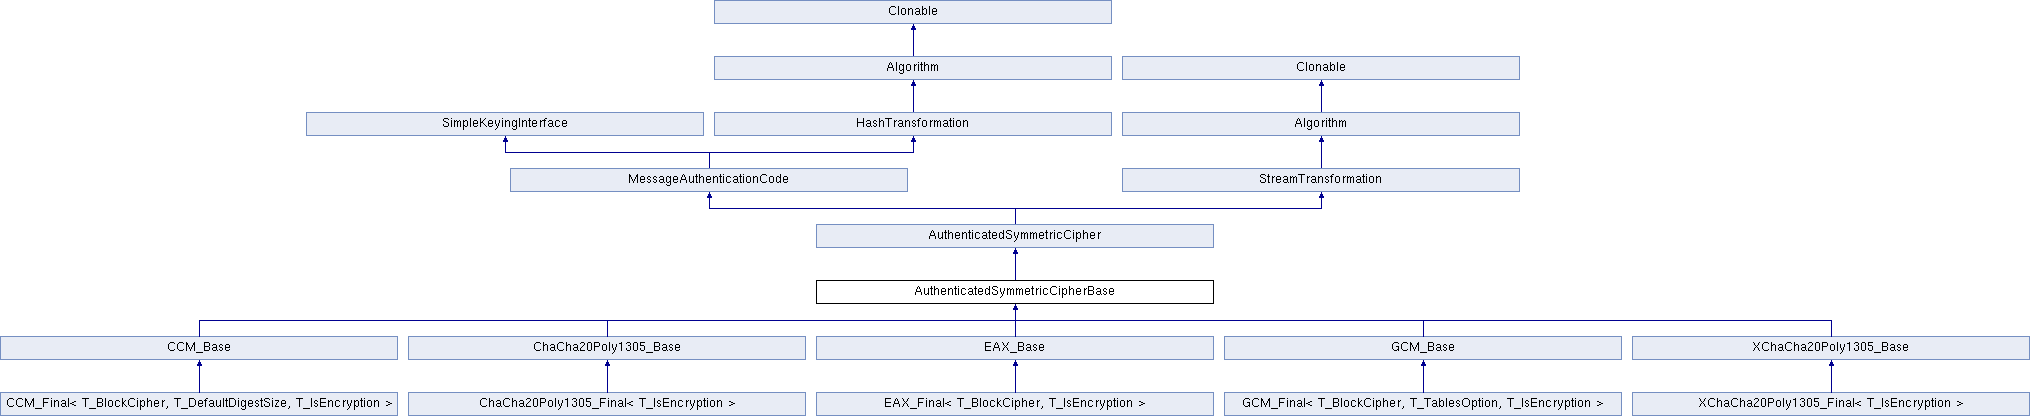 Clonable
Algorithm
Clonable
SimpleKeyingInterface
HashTransformation
Algorithm
MessageAuthenticationCode
StreamTransformation
AuthenticatedSymmetricCipher
AuthenticatedSymmetricCipherBase
CCM_Base
ChaCha20Poly1305_Base
EAX_Base
GCM_Base
XChaCha20Poly1305_Base
CCM_Final< T_BlockCipher, T_DefaultDigestSize, T_IsEncryption >
ChaCha20Poly1305_Final< T_IsEncryption >
EAX_Final< T_BlockCipher, T_IsEncryption >
GCM_Final< T_BlockCipher, T_TablesOption, T_IsEncryption >
XChaCha20Poly1305_Final< T_IsEncryption >